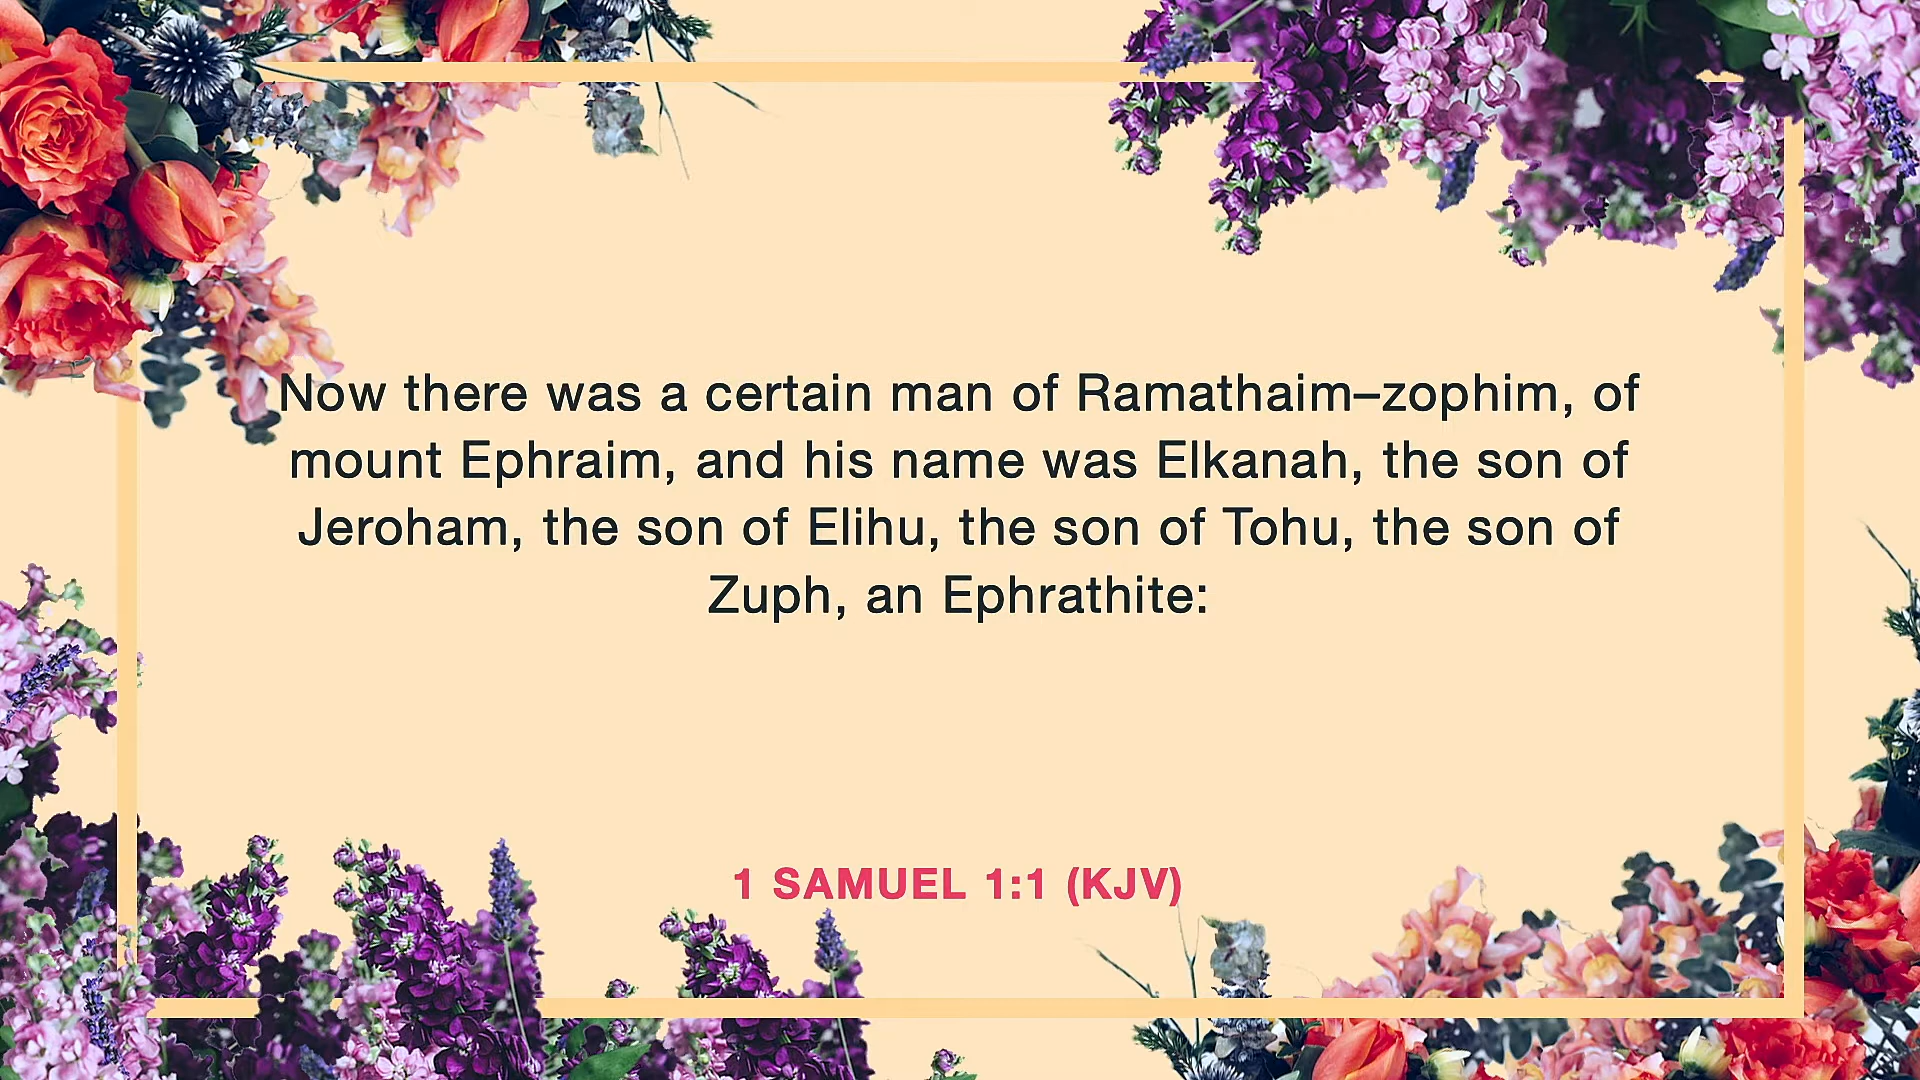 Now there was a certain man of Ramathaim–zophim, of
mount Ephraim, and his name was Elkanah, the son of
Jeroham, the son of Elihu, the son of Tohu, the son of
Zuph, an Ephrathite:
1 SAMUEL 1:1 (KJV)